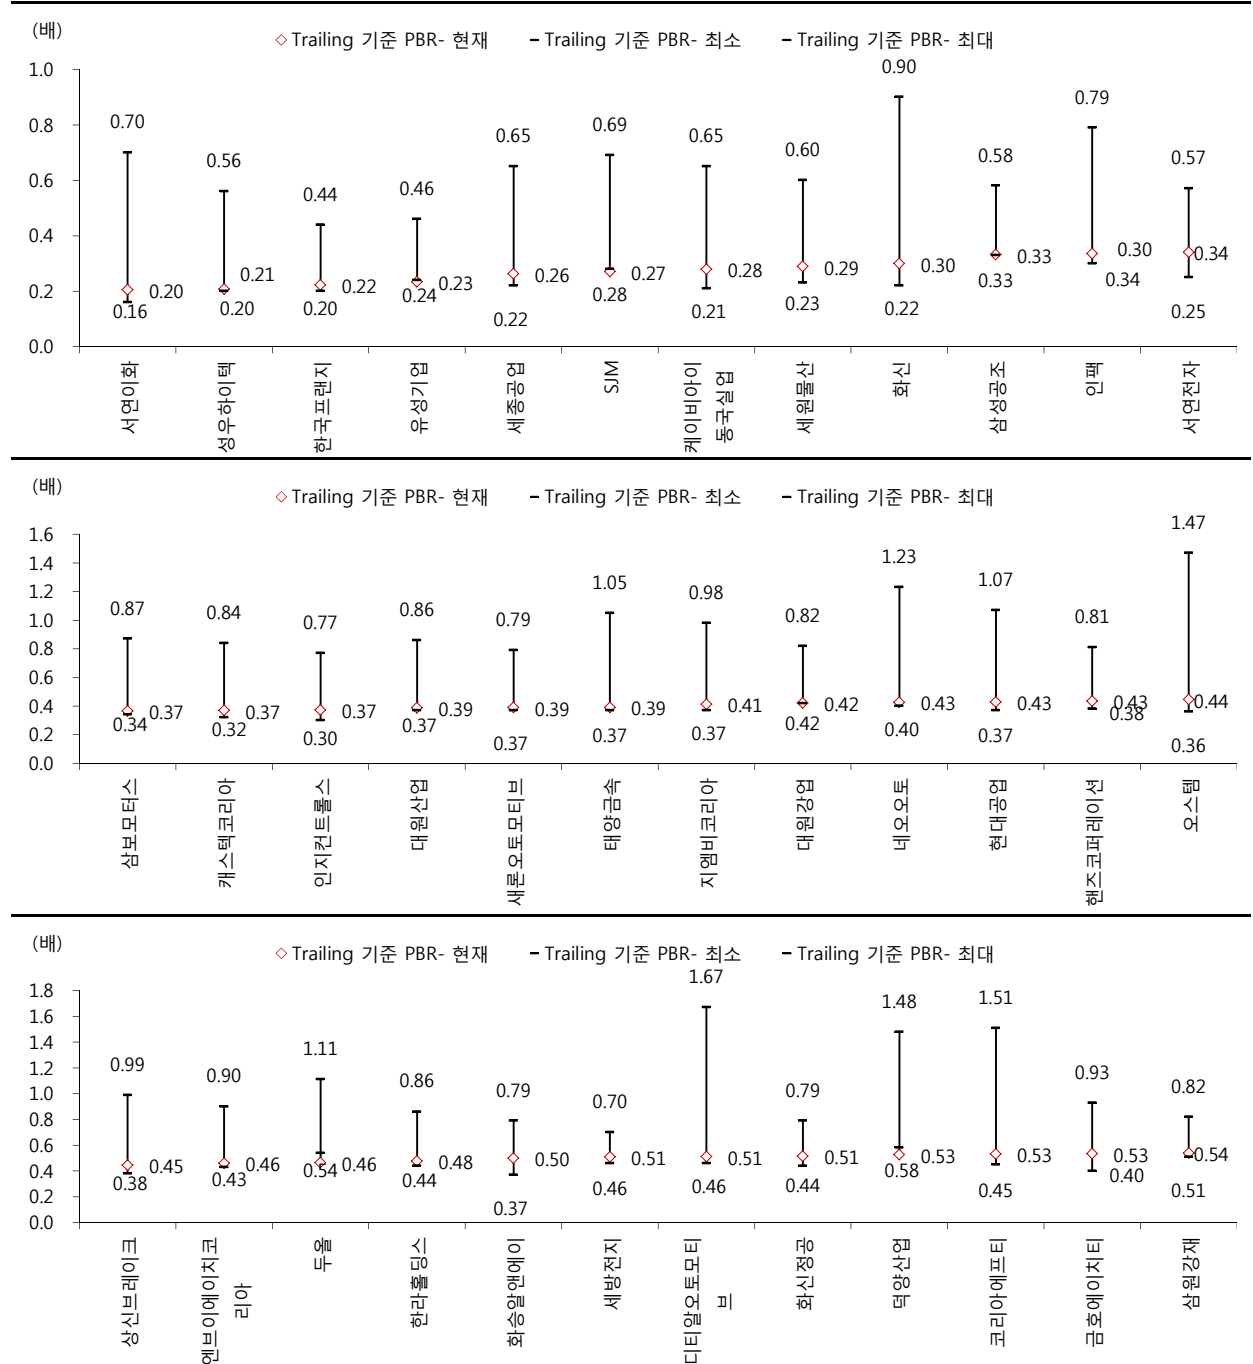 (배)
Trailing 기준 PBR- 현재 Trailing 기준 PBR- 최소 Trailing 기준 PBR- 최대
1.0
0.8
0.6
0.4
0.2
0.0
0.70 0.56 0.44 0.46 0.65 0.69 0.65 0.60 0.90 0.58 0.79 0.57
0.20 0.21 0.22 0.23 0.26 0.27 0.28 0.29 0.30 0.33 0.30 0.34
0.16 0.20 0.20 0.24 0.22 0.28 0.21 0.23 0.22 0.33 0.34 0.25
서연이화
성우하이텍
한국프랜지
유성기업
세종공업
SJM
케이비아이
동국실업
세원물산
화신
삼성공조
인팩
서연전자
(배)
Trailing 기준 PBR- 현재 Trailing 기준 PBR- 최소 Trailing 기준 PBR- 최대
1.6
1.4
1.2
1.0
0.8
0.6
0.4
0.2
0.0
0.87 0.84 0.77 0.86 0.79 1.05 0.98 0.82 1.23 1.07 0.81 1.47
0.37 0.37 0.37 0.39 0.39 0.39 0.41 0.42 0.43 0.43 0.43 0.44
0.34 0.32 0.30 0.37 0.37 0.37 0.37 0.42 0.40 0.37 0.38 0.36
삼보모터스
캐스텍코리아
인지컨트롤스
대원산업
새론오토모티브
태양금속
지엠비코리아
대원강업
네오오토
현대공업
핸즈코퍼레이션
오스템
(배)
Trailing 기준 PBR- 현재 Trailing 기준 PBR- 최소 Trailing 기준 PBR- 최대
1.8
1.6
1.4
1.2
1.0
0.8
0.6
0.4
0.2
0.0
0.99 0.90 1.11 0.86 0.79 0.70 1.67 0.79 1.48 1.51 0.93 0.82
0.45 0.46 0.46 0.48 0.50 0.51 0.51 0.51 0.53 0.53 0.53 0.54
0.38 0.43 0.54 0.44 0.37 0.46 0.46 0.44 0.58 0.45 0.40 0.51
상신브레이크
엔브이에이치코
리아
두올
한라홀딩스
화승알앤에이
세방전지
디티알오토모티
브
화신정공
덕양산업
코리아에프티
금호에이치티
삼원강재